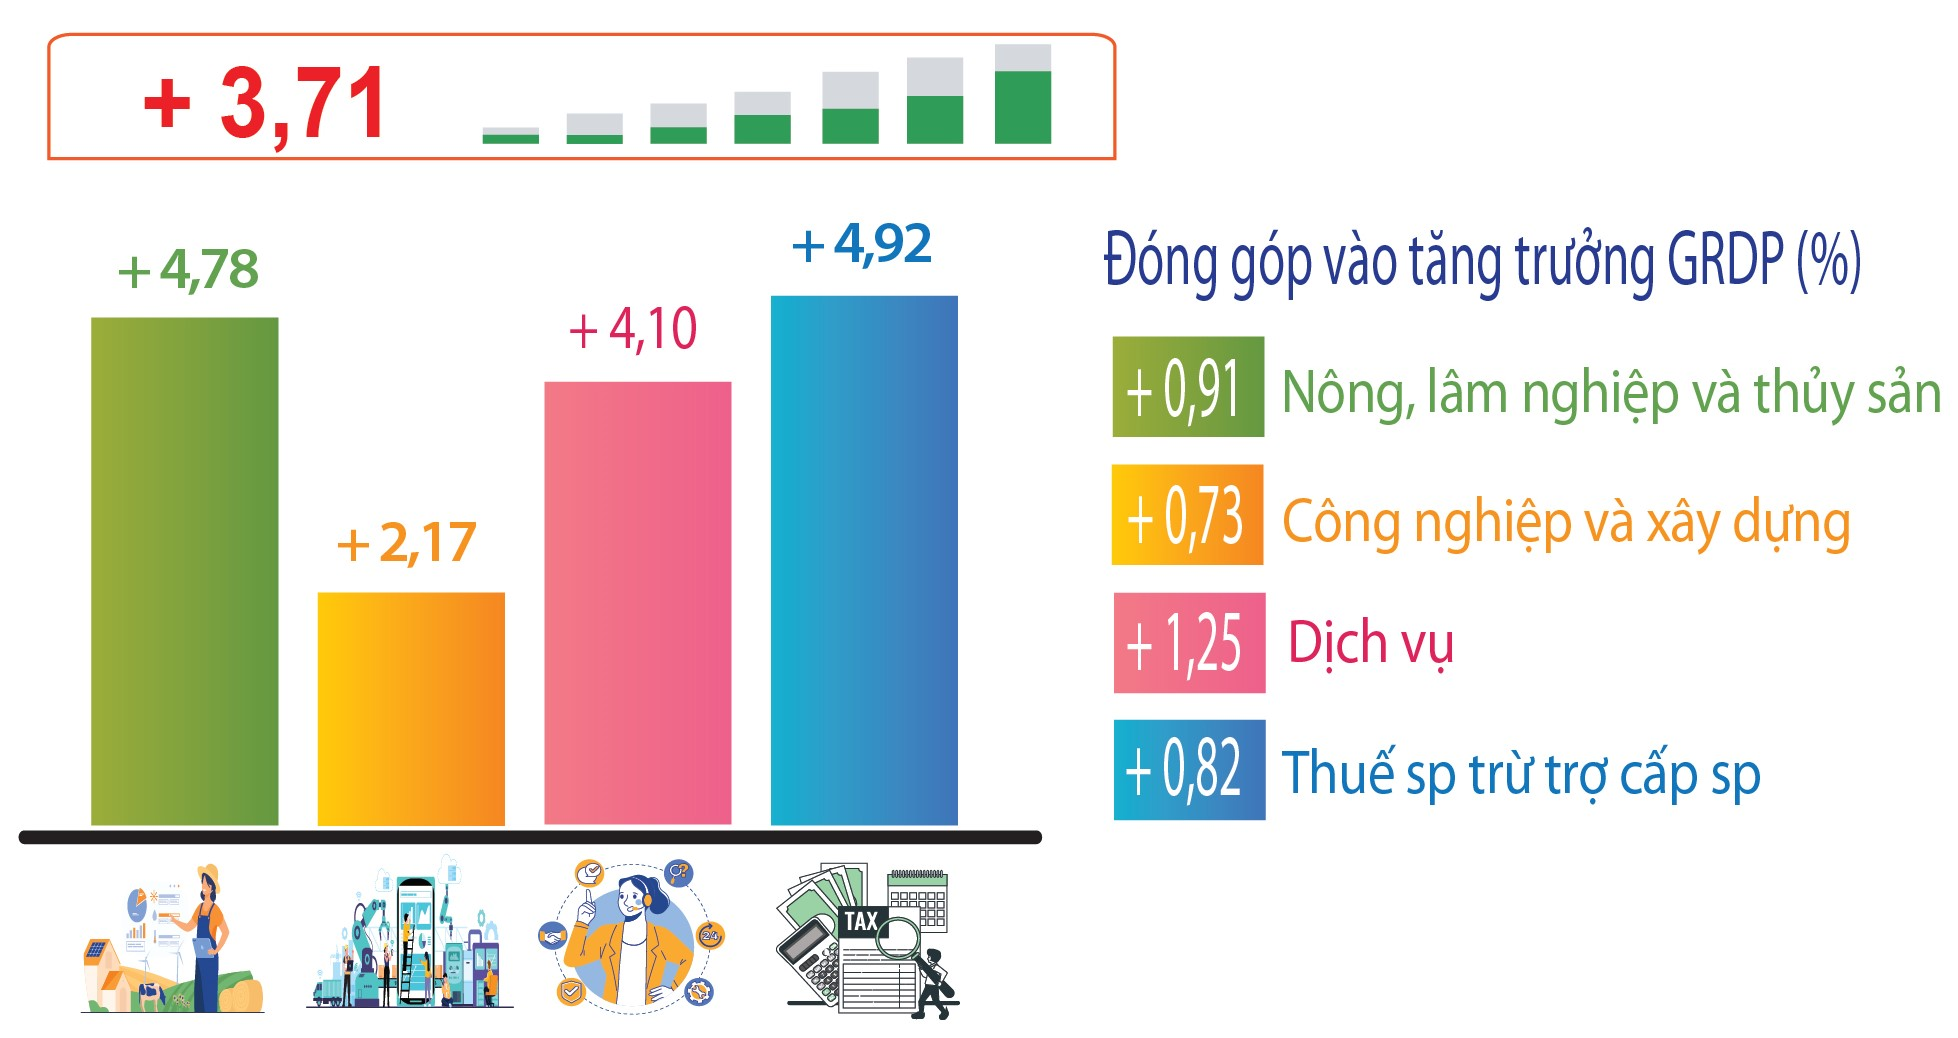 + 3,71
+ 4,78
+ 2,17
+ 4,10
+ 4,92
Đóng góp vào tăng trưởng GRDP (%)
+ 0,91 Nông, lâm nghiệp và thủy sản
+ 0,73 Công nghiệp và xây dựng
+ 1,25 Dịch vụ
+ 0,82 Thuế sp trừ trợ cấp sp
24
TAX